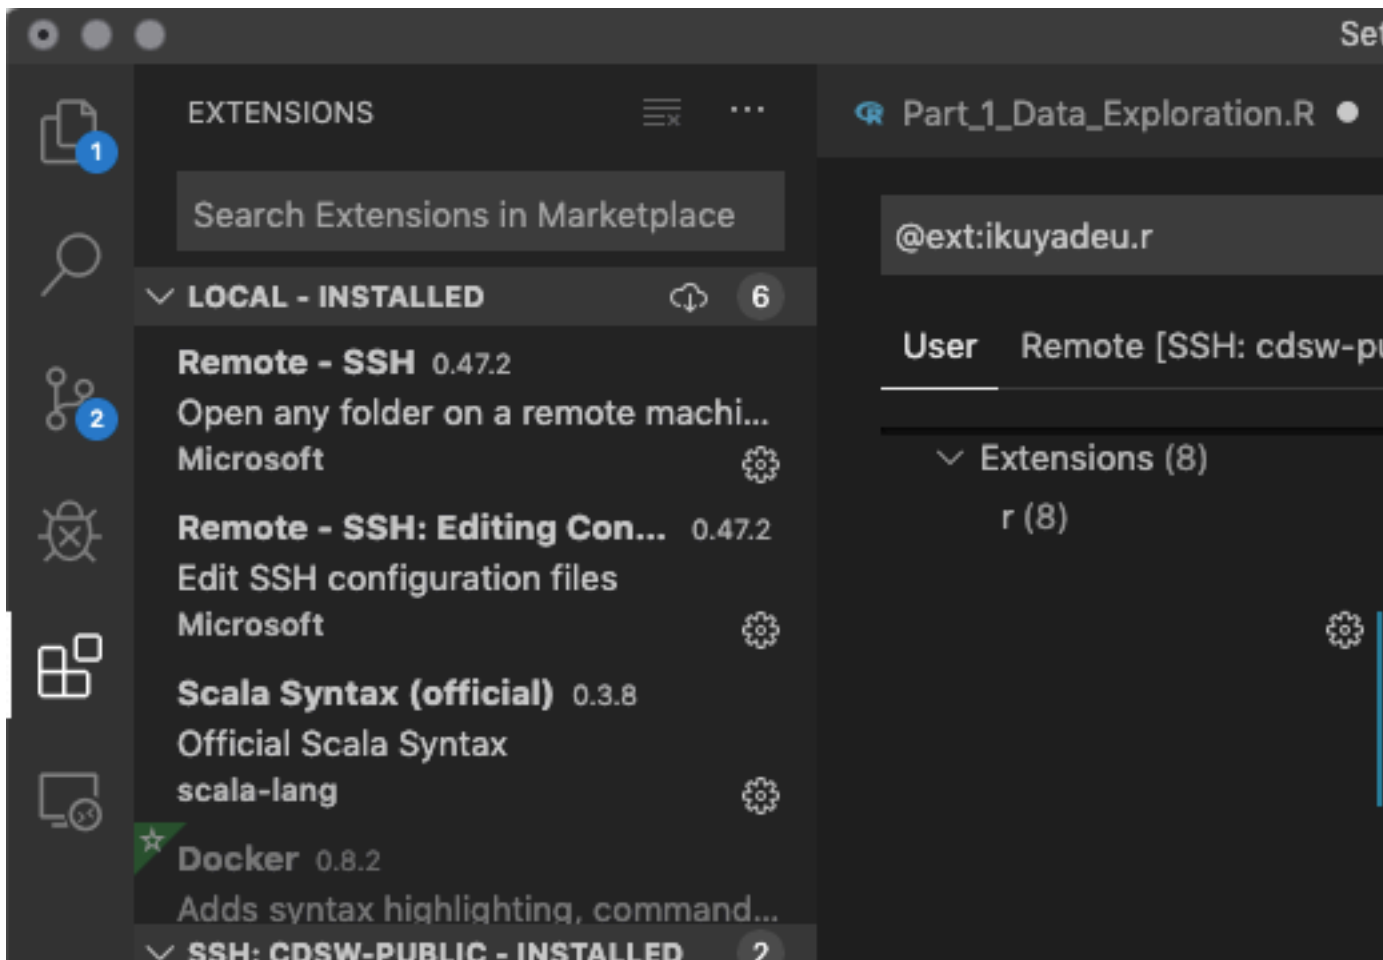 Set
EXTENSIONS
Part_1_Data_Exploration.R
1
Search Extensions in Marketplace
@ext:ikuyadeu.r
LOCAL - INSTALLED 6
User Remote [SSH: cdsw-pu
Remote - SSH 0.47.2
Open any folder on a remote machi...
Microsoft
2
Extensions (8)
r (8)
Remote - SSH: Editing Con... 0.47.2
Edit SSH configuration files
Microsoft
Scala Syntax (official) 0.3.8
Official Scala Syntax
scala-lang
Docker 0.8.2
Adds syntax highlighting, command...
SSH: CDSW-PUBLIC - INSTALLED 2